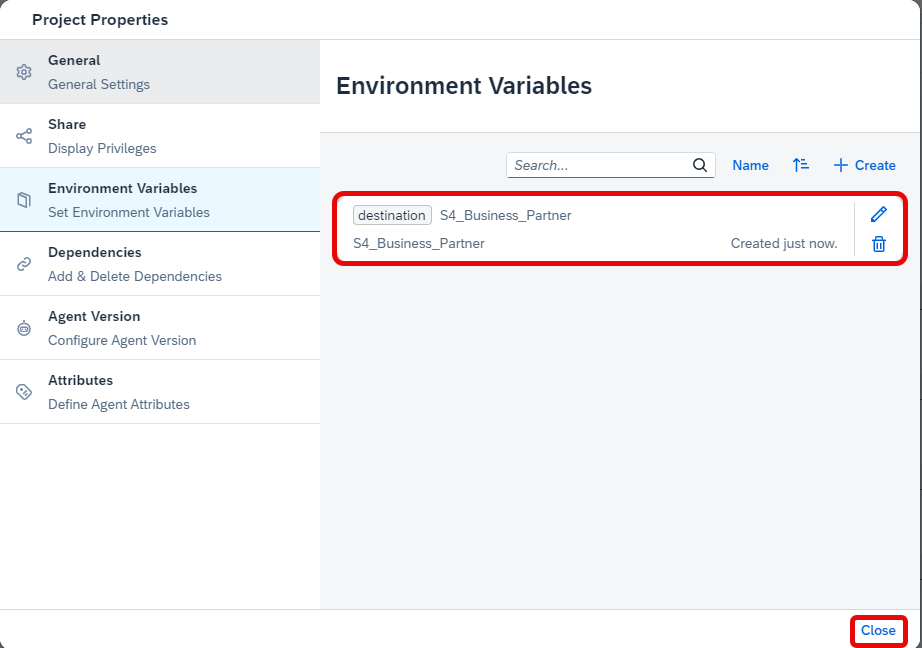 Project Properties
General
General Settings
Share
Display Privileges
Environment Variables
Set Environment Variables
Dependencies
Add & Delete Dependencies
Agent Version
Configure Agent Version
Attributes
Define Agent Attributes
Environment Variables
Search... Name Create
destination S4_Business_Partner
S4_Business_Partner Created just now.
Close